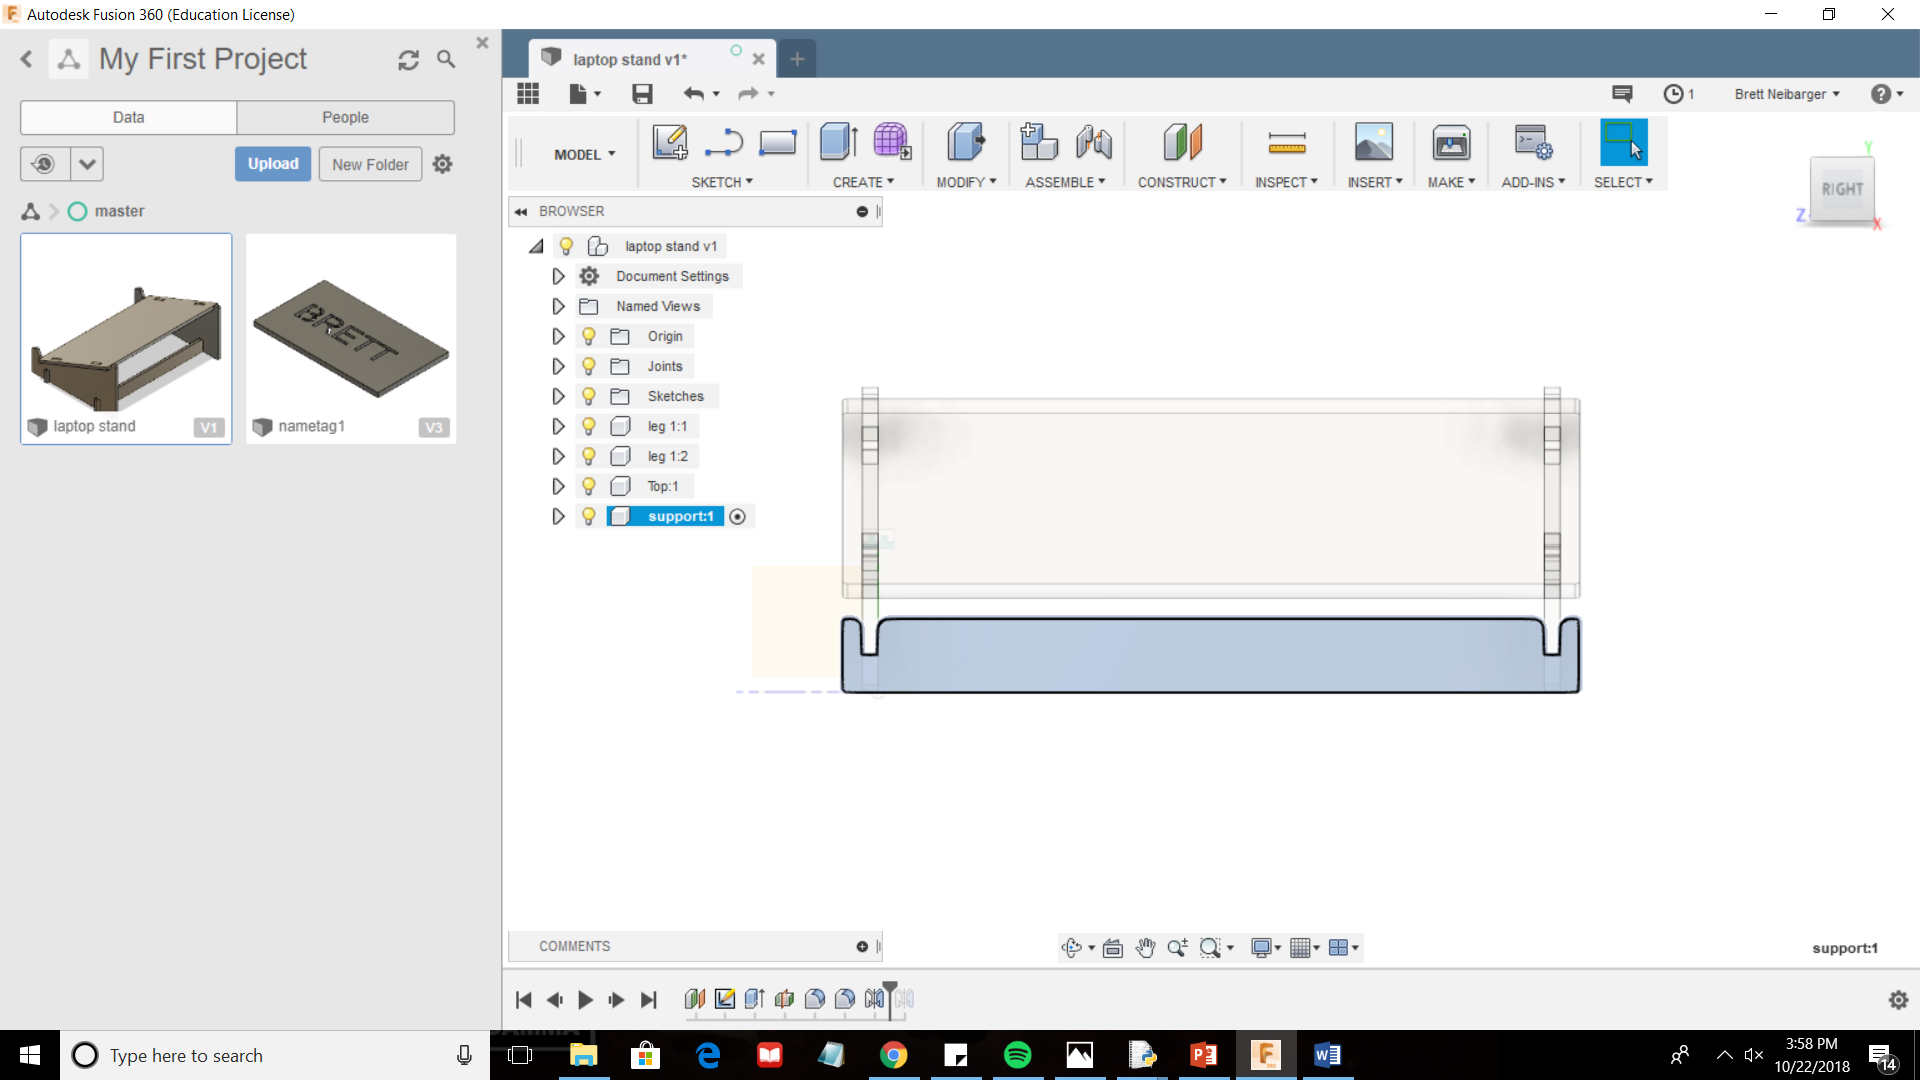 Autodesk Fusion 360 (Education License)
My First Project
Data People
Upload New Folder
master
laptop stand V1
nametag1 V3
BRETT
laptop stand v1*
1 Brett Neibarger
MODEL SKETCH CREATE MODIFY ASSEMBLE CONSTRUCT INSPECT INSERT MAKE ADD-INS SELECT
Y
RIGHT
Z
X
BROWSER
laptop stand v1
Document Settings
Named Views
Origin
Joints
Sketches
leg 1:1
leg 1:2
Top:1
support:1
COMMENTS
support:1
Type here to search
3:58 PM
10/22/2018
14